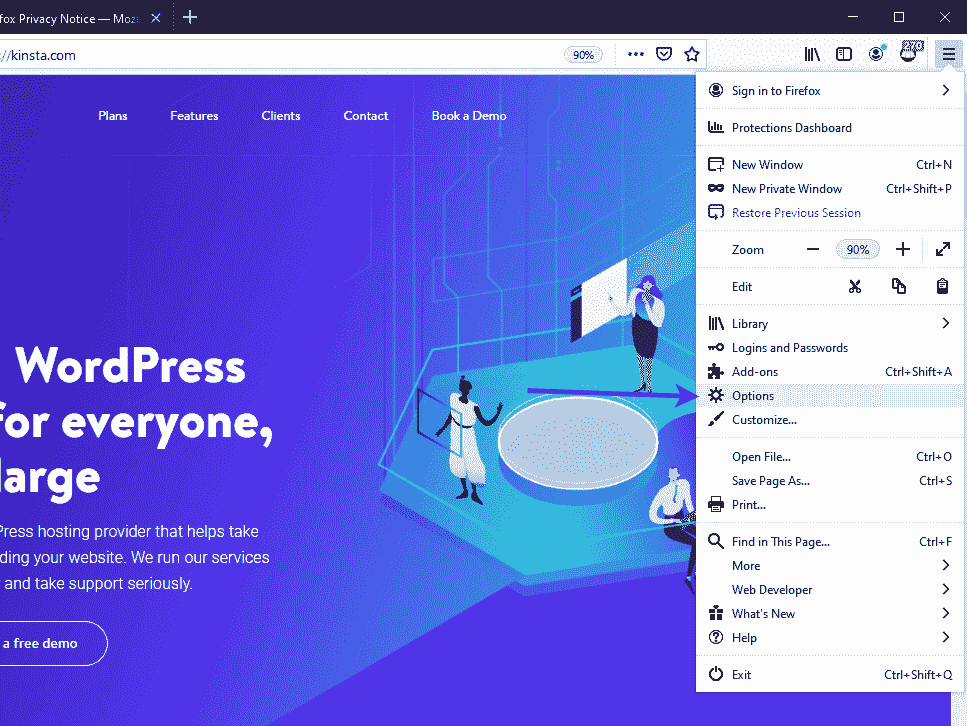 fox Privacy Notice — Mozi
//kinsta.com
90%
270
Plans
Features
Clients
Contact
Book a Demo
WordPress
for everyone,
large
Press hosting provider that helps take
ding your website. We run our services
and take support seriously.
a free demo
Sign in to Firefox
Protections Dashboard
New Window Ctrl+N
New Private Window Ctrl+Shift+P
Restore Previous Session
Zoom 90%
Edit
Library
Logins and Passwords
Add-ons Ctrl+Shift+A
Options
Customize...
Open File... Ctrl+O
Save Page As... Ctrl+S
Print...
Find in This Page... Ctrl+F
More
Web Developer
What's New
Help
Exit Ctrl+Shift+Q